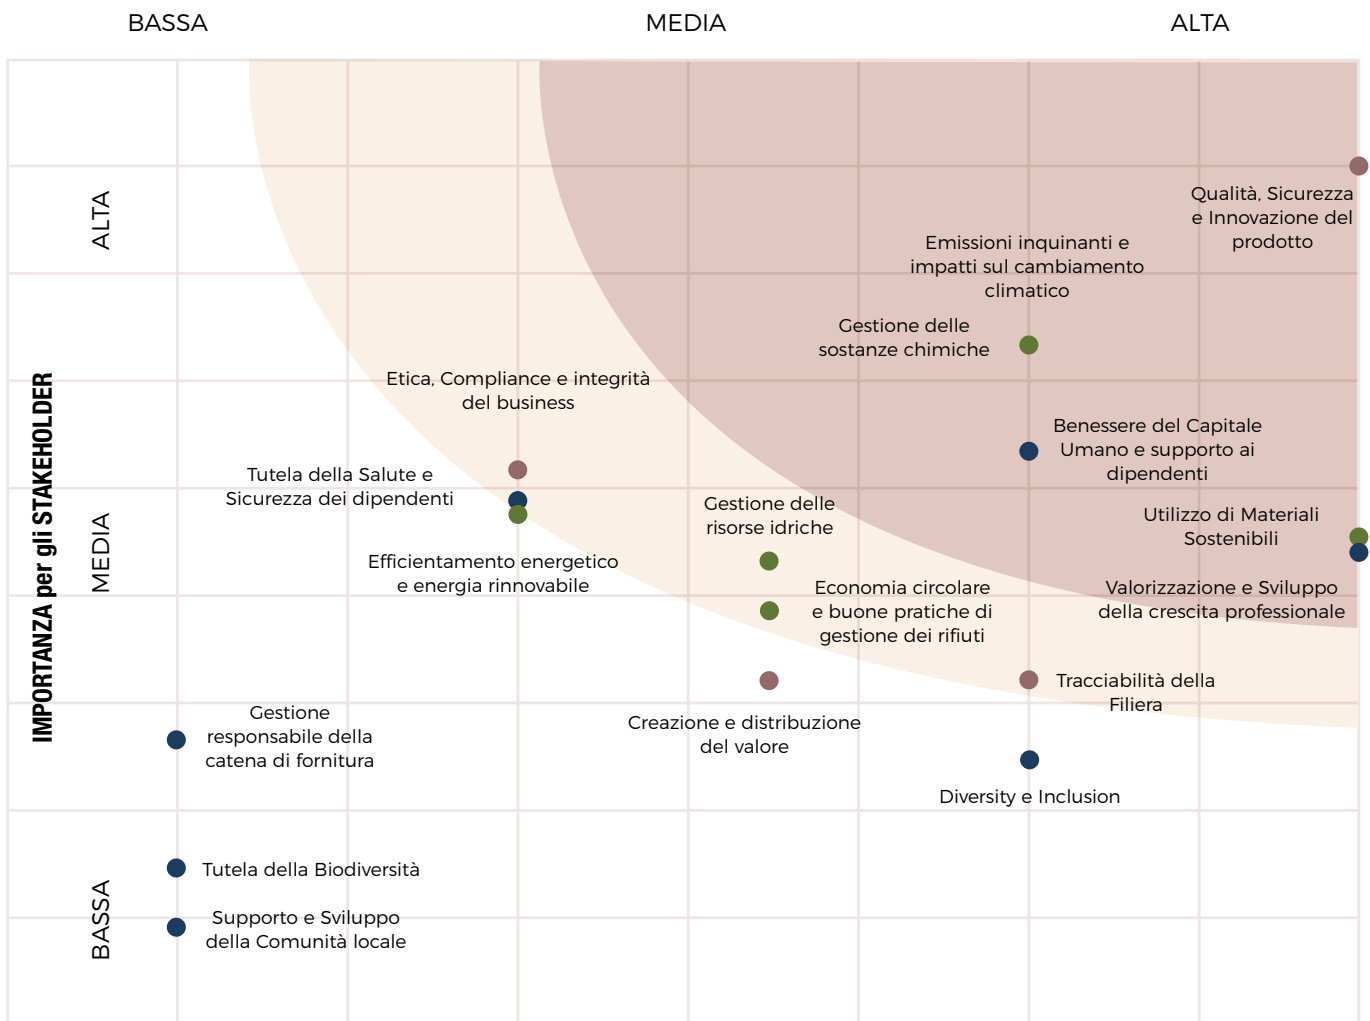 BASSA
MEDIA
ALTA
IMPORTANZA per gli STAKEHOLDER
ALTA
MEDIA
BASSA
Qualità, Sicurezza
e Innovazione del
prodotto
Emissioni inquinanti e
impatti sul cambiamento
climatico
Gestione delle
sostanze chimiche
Etica, Compliance e integrità
del business
Benessere del Capitale
Umano e supporto ai
dipendenti
Tutela della Salute e
Sicurezza dei dipendenti
Gestione delle
risorse idriche
Utilizzo di Materiali
Sostenibili
Efficientamento energetico
e energia rinnovabile
Economia circolare
e buone pratiche di
gestione dei rifiuti
Valorizzazione e Sviluppo
della crescita professionale
Tracciabilità della
Filiera
Gestione
responsabile della
catena di fornitura
Creazione e distribuzione
del valore
Diversity e Inclusion
Tutela della Biodiversità
Supporto e Sviluppo
della Comunità locale